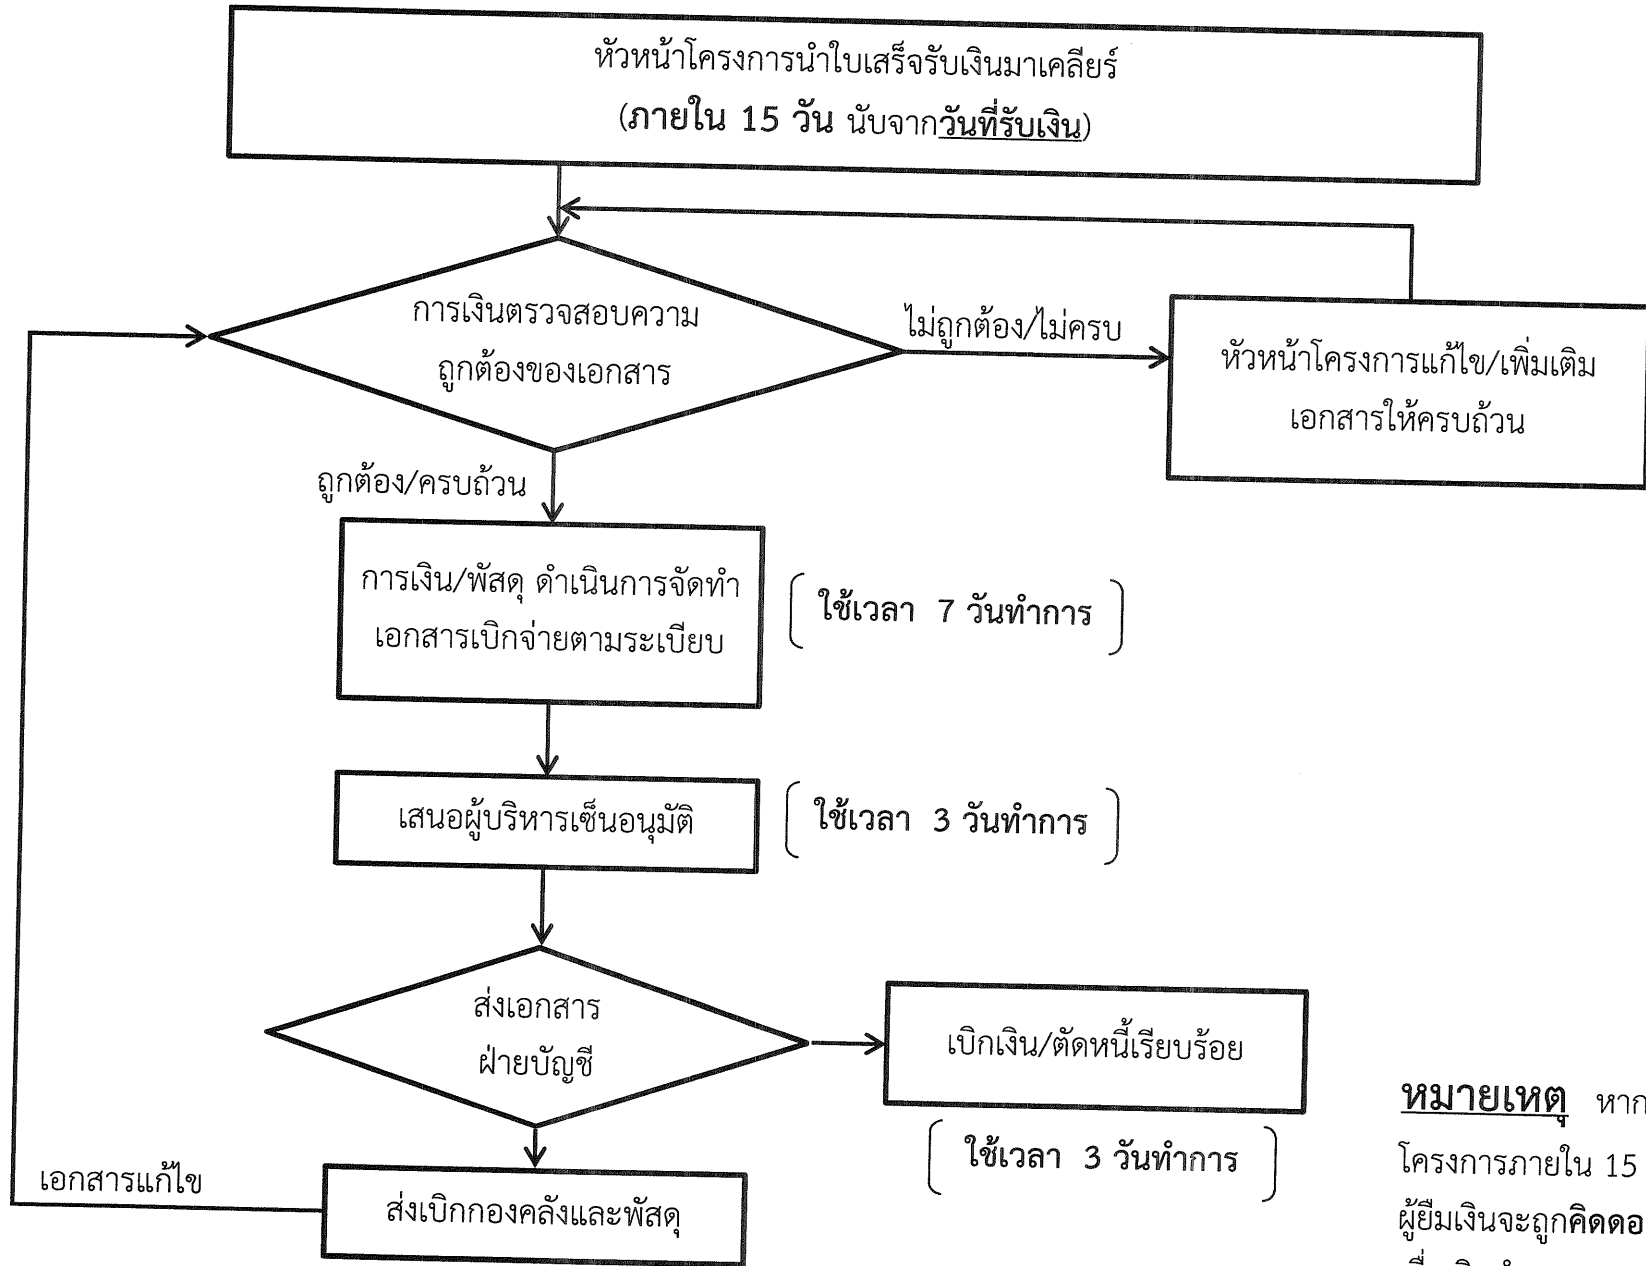 หัวหน้าโครงการนำใบเสร็จรับเงินมาเคลียร์
(ภายใน 15 วัน นับจากวันที่รับเงิน)
การเงินตรวจสอบความ
ถูกต้องของเอกสาร
ไม่ถูกต้อง/ไม่ครบ
หัวหน้าโครงการแก้ไข/เพิ่มเติม
เอกสารให้ครบถ้วน
ถูกต้อง/ครบถ้วน
การเงิน/พัสดุ ดำเนินการจัดทำ
เอกสารเบิกจ่ายตามระเบียบ
ใช้เวลา 7 วันทำการ
เสนอผู้บริหารเซ็นอนุมัติ
ใช้เวลา 3 วันทำการ
ส่งเอกสาร
ฝ่ายบัญชี
เบิกเงิน/ตัดหนี้เรียบร้อย
ใช้เวลา 3 วันทำการ
เอกสารแก้ไข
ส่งเบิกกองคลังและพัสดุ
หมายเหตุ หาก
โครงการภายใน 15
ผู้ยืมเงินจะถูกคิดดอ